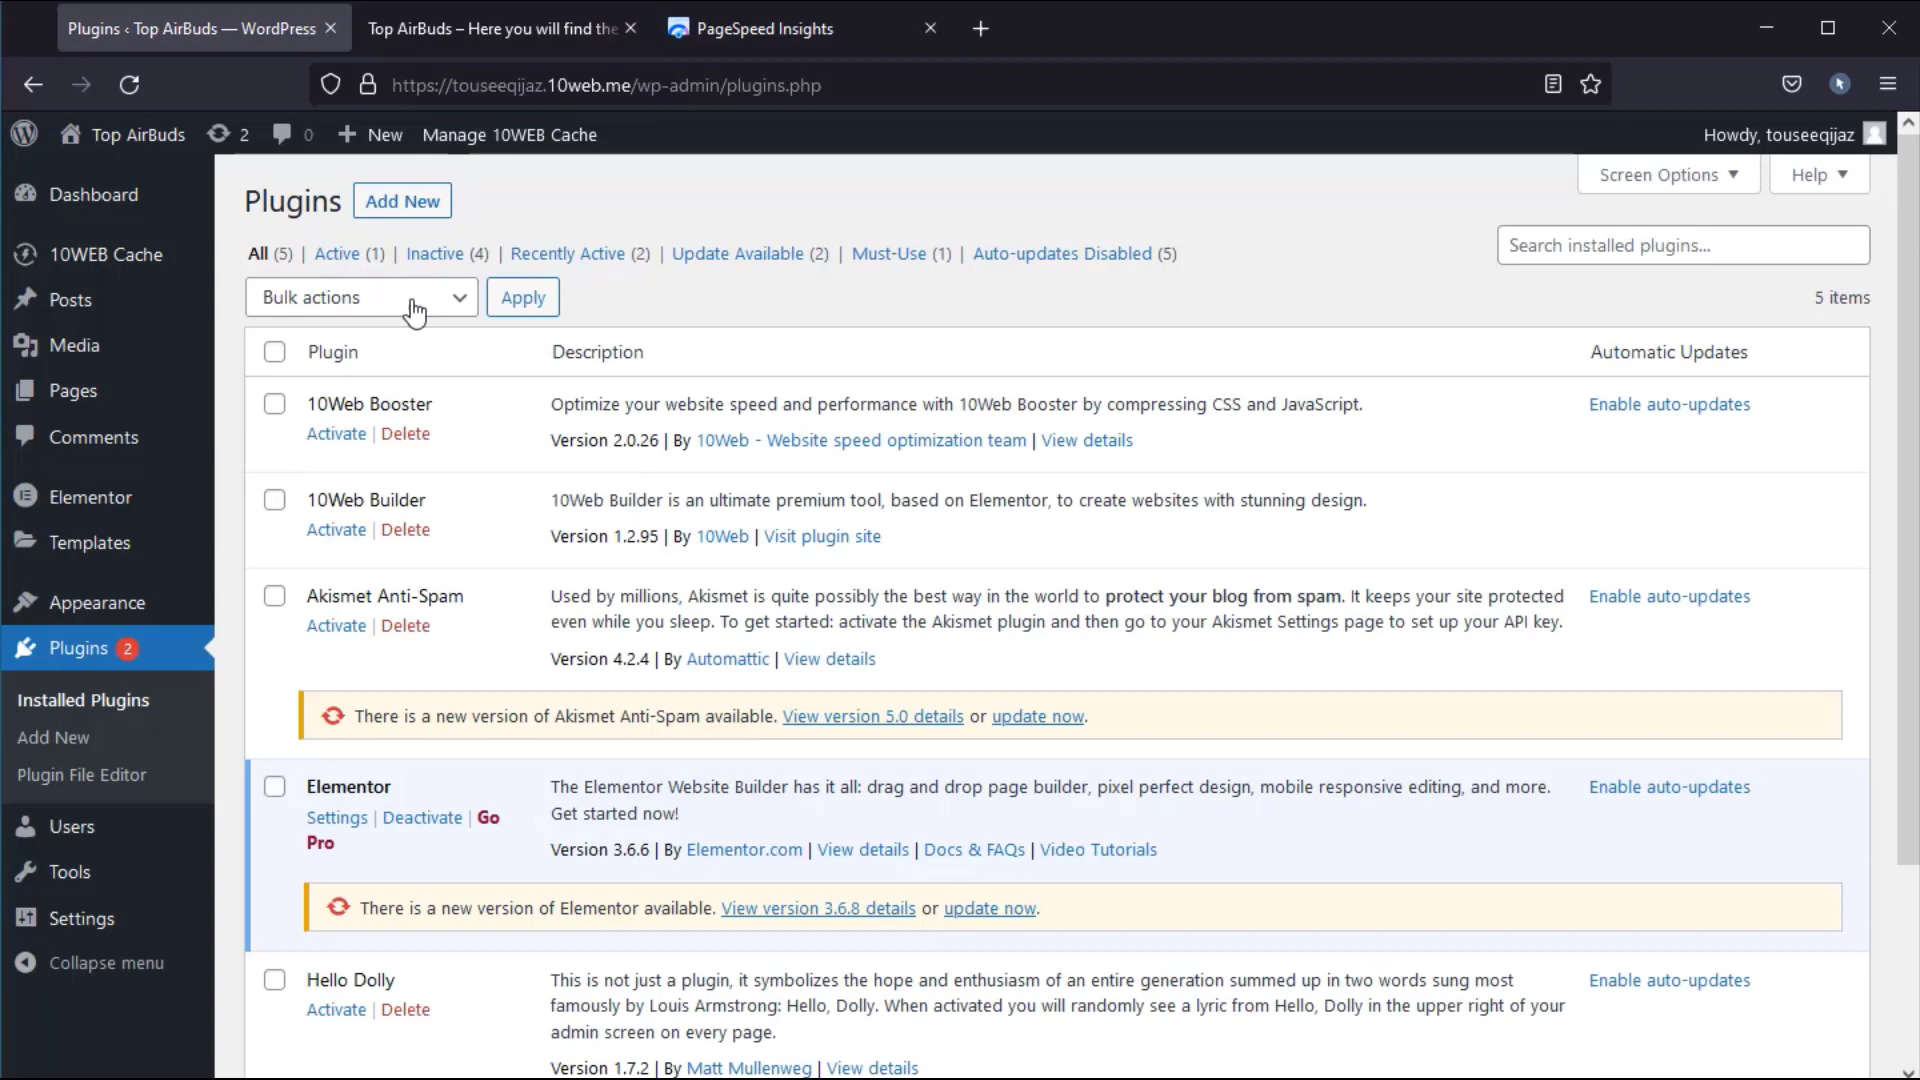 Plugins ‹ Top AirBuds — WordPress
Top AirBuds – Here you will find the
PageSpeed Insights
https://touseeqijaz.10web.me/wp-admin/plugins.php
Top AirBuds 2 0 New Manage 10WEB Cache Howdy, touseeqijaz
Dashboard
10WEB Cache
Posts
Media
Pages
Comments
Elementor
Templates
Appearance
Plugins 2
Installed Plugins
Add New
Plugin File Editor
Users
Tools
Settings
Collapse menu
Screen Options Help
Plugins Add New
All (5) | Active (1) | Inactive (4) | Recently Active (2) | Update Available (2) | Must-Use (1) | Auto-updates Disabled (5)
Search installed plugins...
Bulk actions Apply 5 items
Plugin Description Automatic Updates
10Web Booster
Activate | Delete
Optimize your website speed and performance with 10Web Booster by compressing CSS and JavaScript.
Version 2.0.26 | By 10Web - Website speed optimization team | View details
Enable auto-updates
10Web Builder
Activate | Delete
10Web Builder is an ultimate premium tool, based on Elementor, to create websites with stunning design.
Version 1.2.95 | By 10Web | Visit plugin site
Akismet Anti-Spam
Activate | Delete
Used by millions, Akismet is quite possibly the best way in the world to protect your blog from spam. It keeps your site protected
even while you sleep. To get started: activate the Akismet plugin and then go to your Akismet Settings page to set up your API key.
Version 4.2.4 | By Automattic | View details
Enable auto-updates
There is a new version of Akismet Anti-Spam available. View version 5.0 details or update now.
Elementor
Settings | Deactivate | Go
Pro
The Elementor Website Builder has it all: drag and drop page builder, pixel perfect design, mobile responsive editing, and more.
Get started now!
Version 3.6.6 | By Elementor.com | View details | Docs & FAQs | Video Tutorials
Enable auto-updates
There is a new version of Elementor available. View version 3.6.8 details or update now.
Hello Dolly
Activate | Delete
This is not just a plugin, it symbolizes the hope and enthusiasm of an entire generation summed up in two words sung most
famously by Louis Armstrong: Hello, Dolly. When activated you will randomly see a lyric from Hello, Dolly in the upper right of your
admin screen on every page.
Version 1.7.2 | By Matt Mullenweg | View details
Enable auto-updates